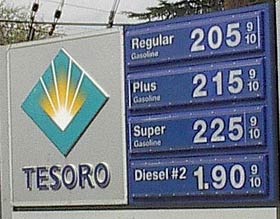 TESORO
Regular Gasoline 205 9/10
Plus Gasoline 215 9/10
Super Gasoline 225 9/10
Diesel #2 1.90 9/10